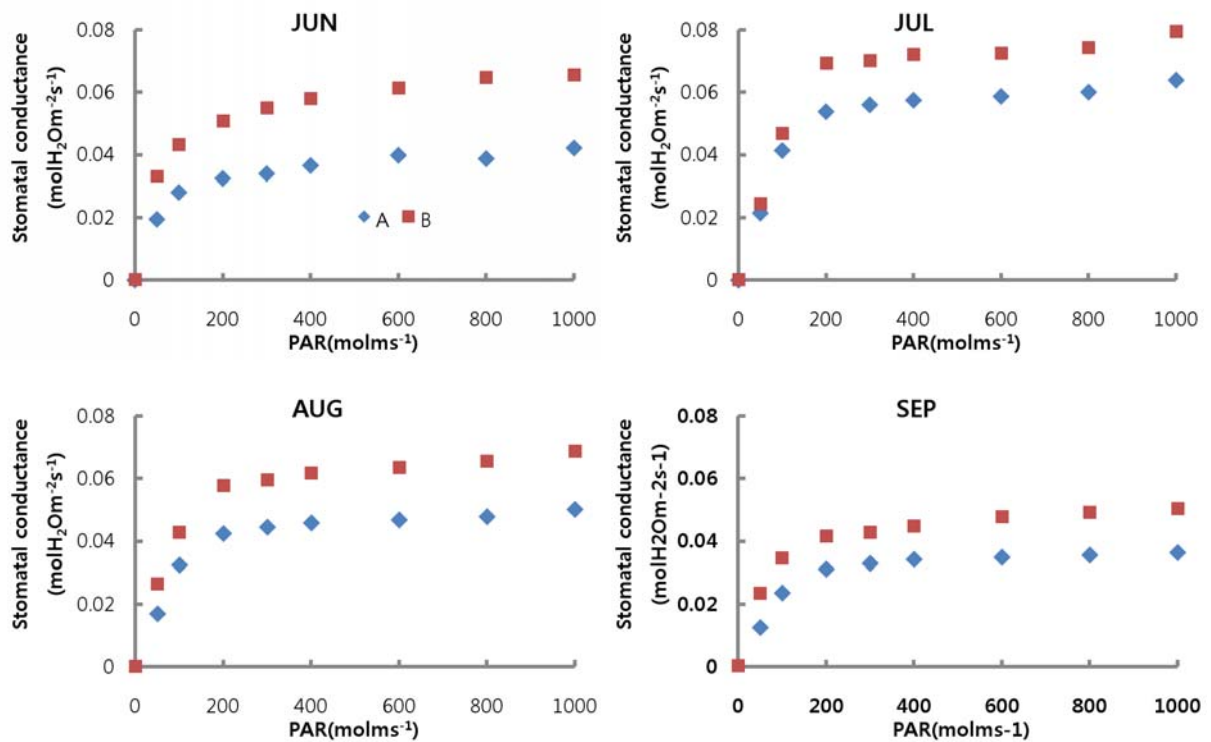 JUN
Stomatal conductance
(molH₂Om⁻²s⁻¹)
0.08
0.06
0.04
0.02
0
A B
0 200 400 600 800 1000
PAR(molms⁻¹)
JUL
Stomatal conductance
(molH₂Om⁻²s⁻¹)
0.08
0.06
0.04
0.02
0
0 200 400 600 800 1000
PAR(molms⁻¹)
AUG
Stomatal conductance
(molH₂Om⁻²s⁻¹)
0.08
0.06
0.04
0.02
0
0 200 400 600 800 1000
PAR(molms⁻¹)
SEP
Stomatal conductance
(molH2Om-2s-1)
0.08
0.06
0.04
0.02
0
0 200 400 600 800 1000
PAR(molms-1)